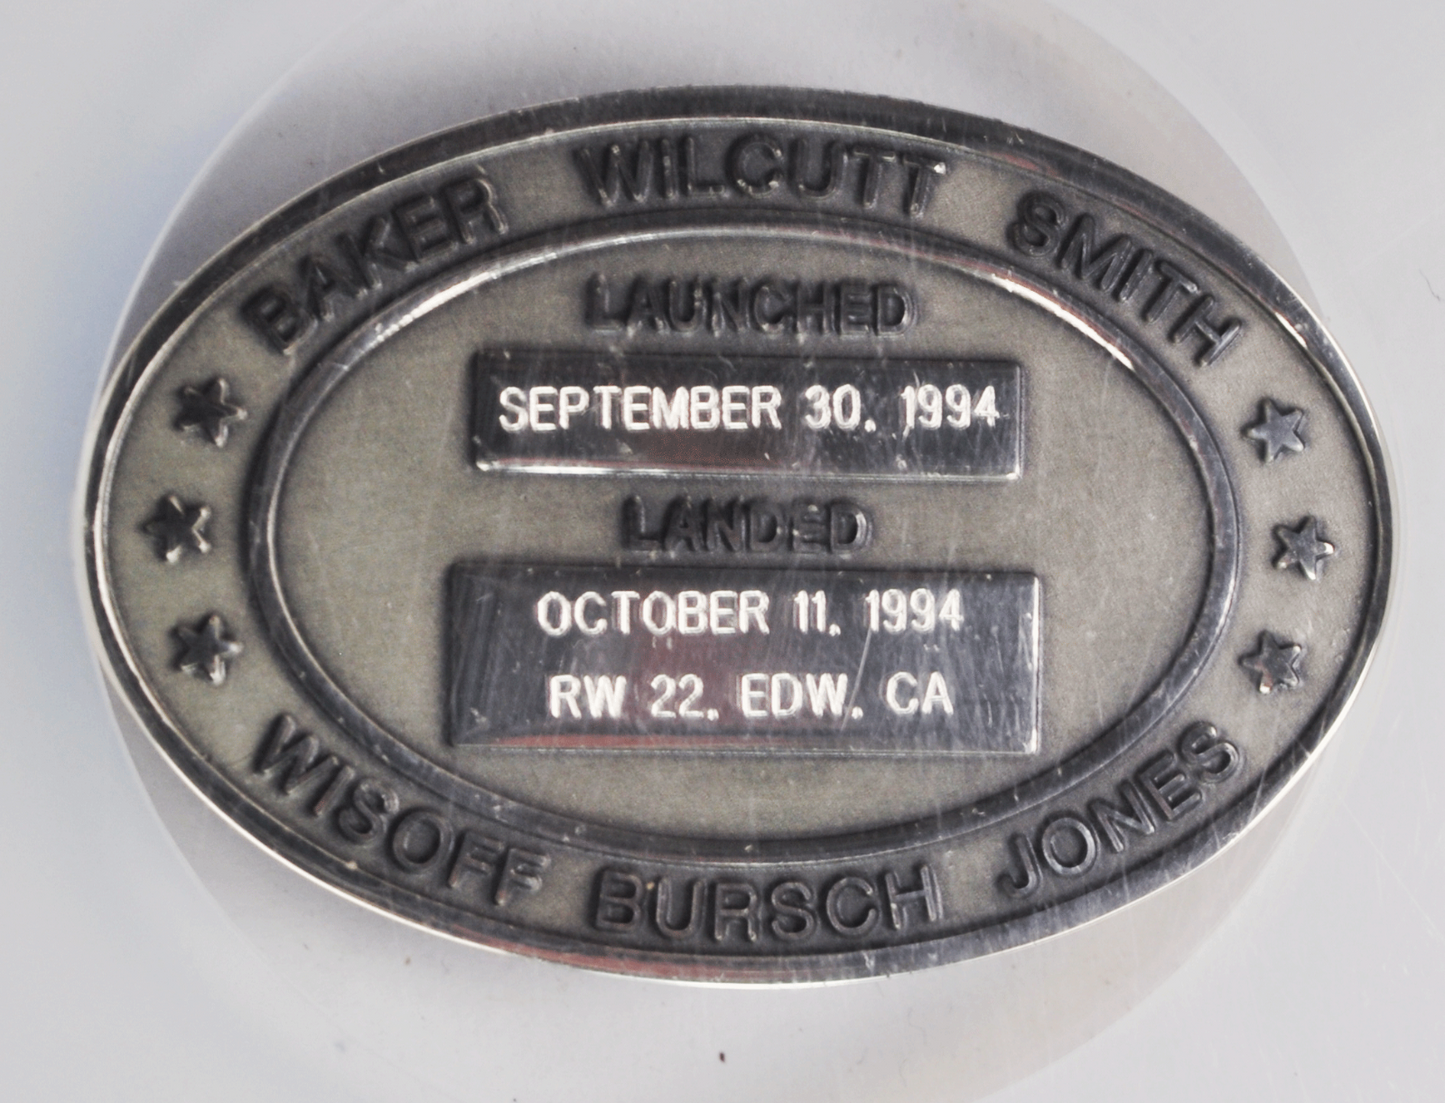 BAKER WILCUTT SMITH
LAUNCHED
SEPTEMBER 30, 1994
LANDED
OCTOBER 11, 1994
RW 22, EDW, CA
WISOFF BURSCH JONES